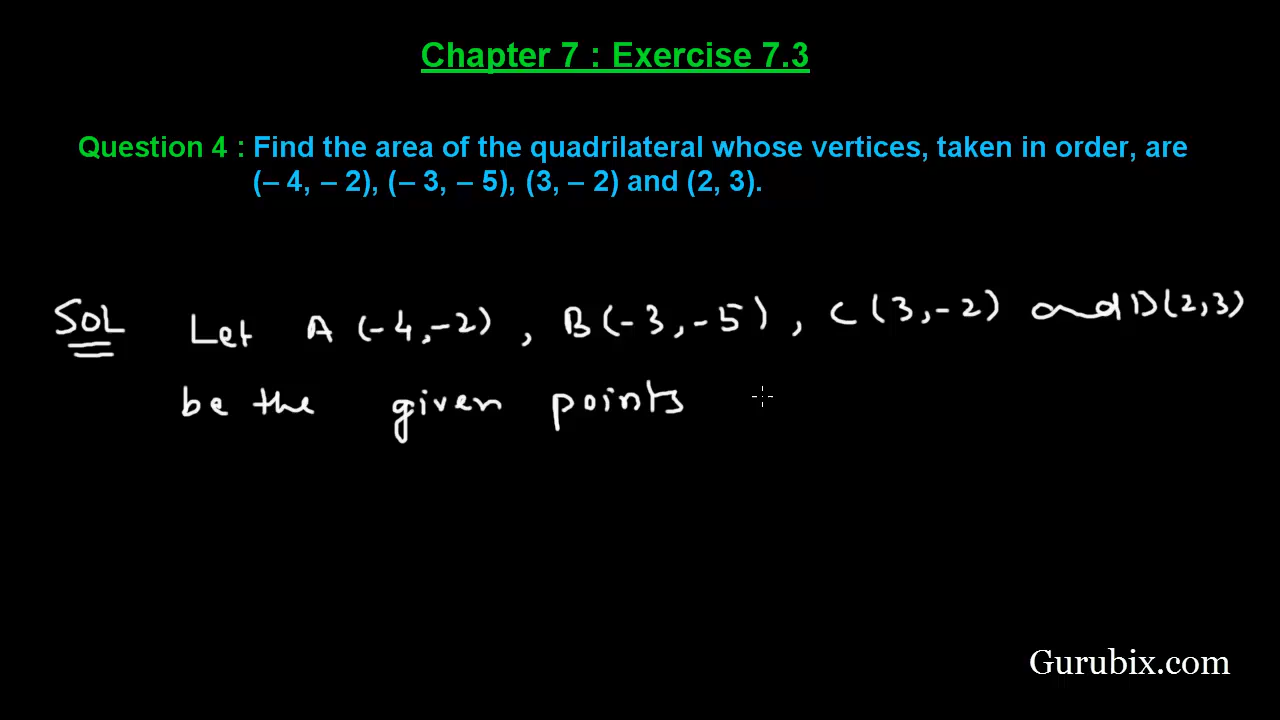 Chapter 7 : Exercise 7.3
Question 4 : Find the area of the quadrilateral whose vertices, taken in order, are
(– 4, – 2), (– 3, – 5), (3, – 2) and (2, 3).
SOL Let A (-4,-2) , B(-3,-5) , C (3,-2) and D(2,3)
be the given points
Gurubix.com